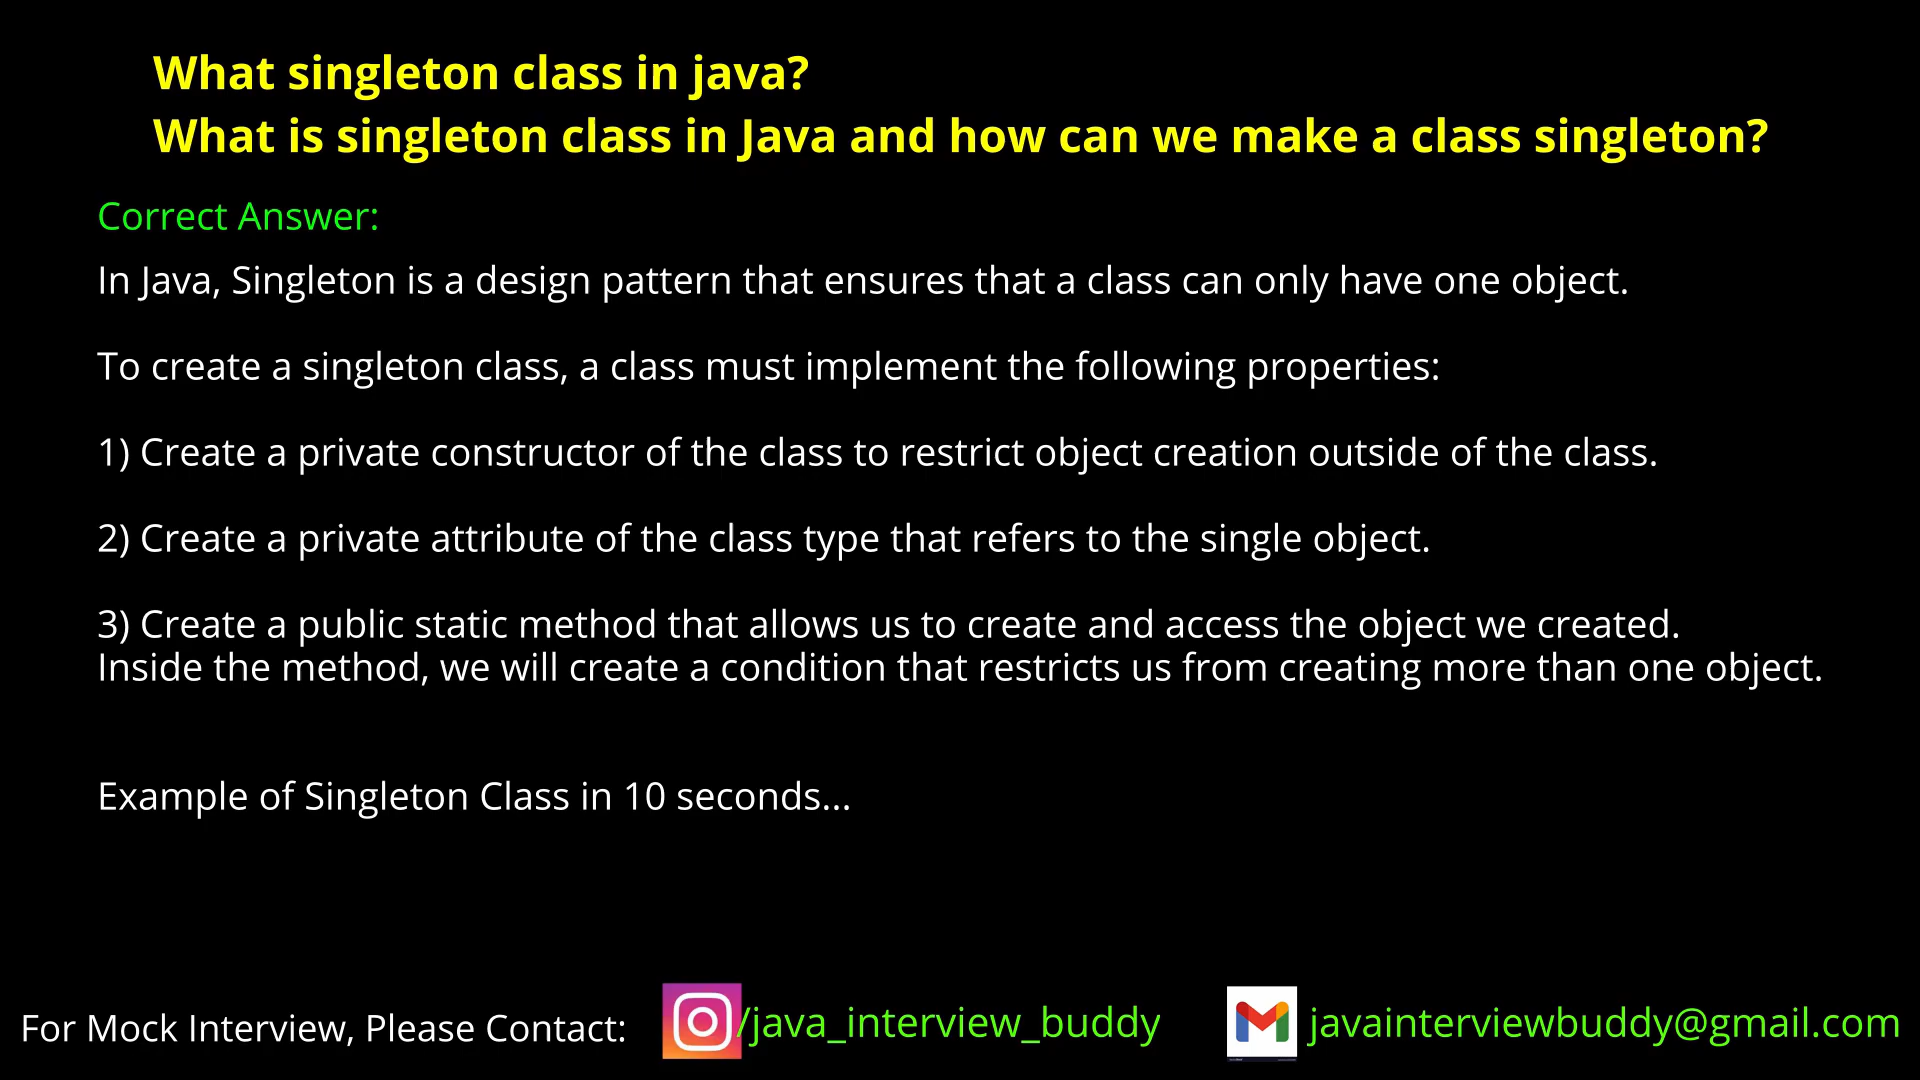 What singleton class in java?
What is singleton class in Java and how can we make a class singleton?
Correct Answer:
In Java, Singleton is a design pattern that ensures that a class can only have one object.
To create a singleton class, a class must implement the following properties:
1) Create a private constructor of the class to restrict object creation outside of the class.
2) Create a private attribute of the class type that refers to the single object.
3) Create a public static method that allows us to create and access the object we created.
Inside the method, we will create a condition that restricts us from creating more than one object.
Example of Singleton Class in 10 seconds...
For Mock Interview, Please Contact: /java_interview_buddy javainterviewbuddy@gmail.com